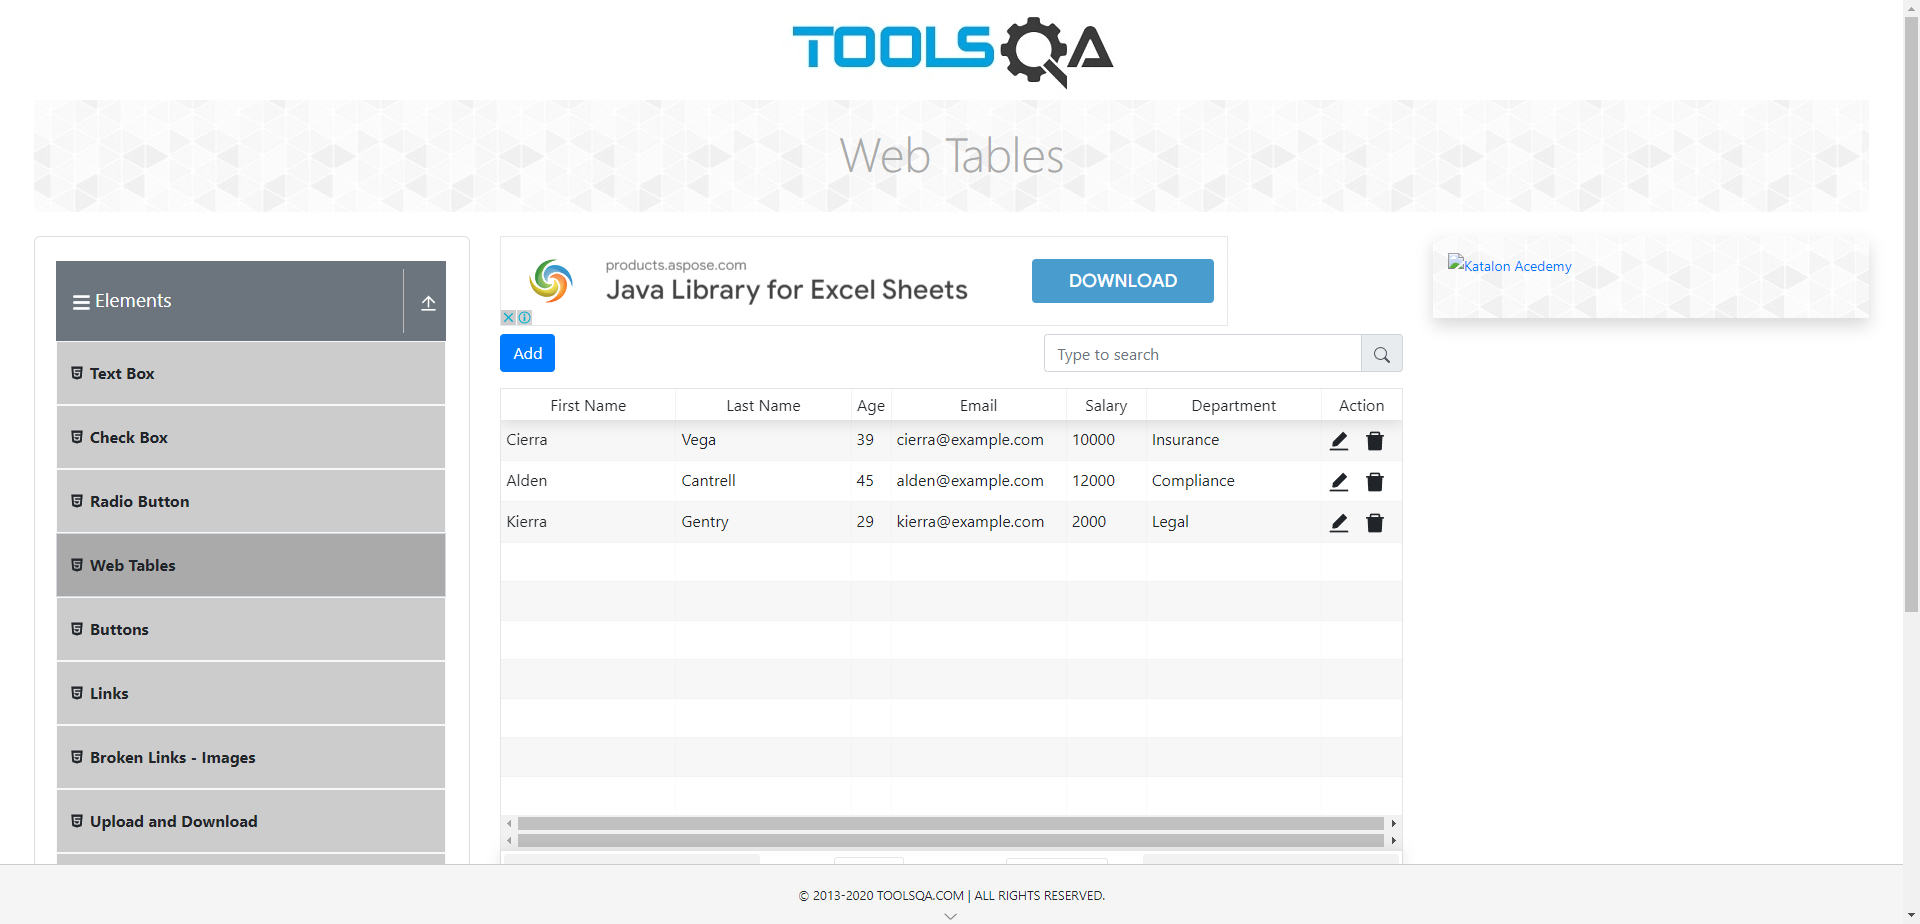 TOOLSQA
Web Tables
Elements
Text Box
Check Box
Radio Button
Web Tables
Buttons
Links
Broken Links - Images
Upload and Download
products.aspose.com
Java Library for Excel Sheets
DOWNLOAD
Add
Type to search
First Name Last Name Age Email Salary Department Action
Cierra Vega 39 cierra@example.com 10000 Insurance
Alden Cantrell 45 alden@example.com 12000 Compliance
Kierra Gentry 29 kierra@example.com 2000 Legal
Katalon Acedemy
© 2013-2020 TOOLSQA.COM | ALL RIGHTS RESERVED.